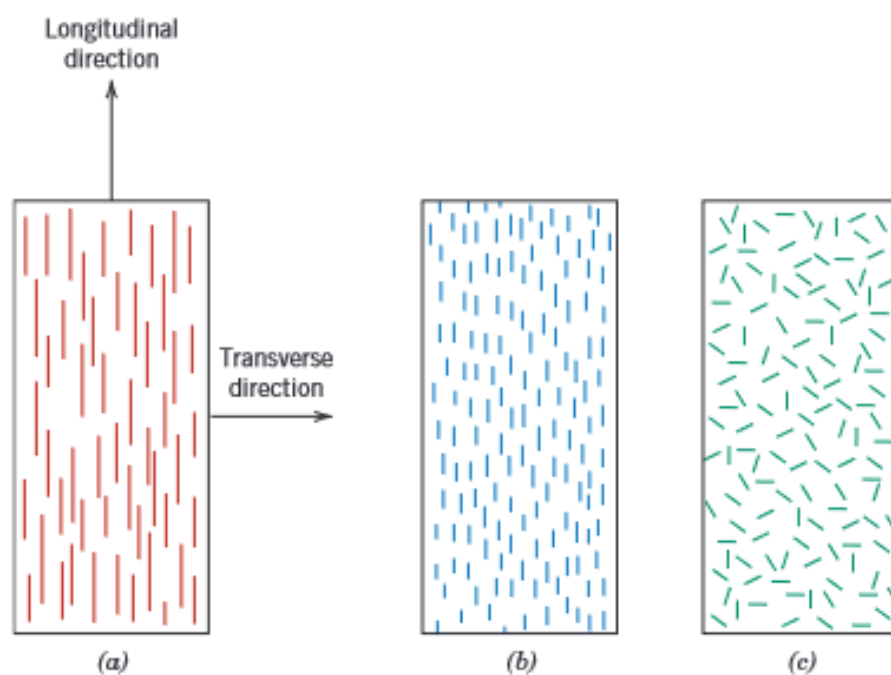 Longitudinal
direction
Transverse
direction
(a)
(b)
(c)